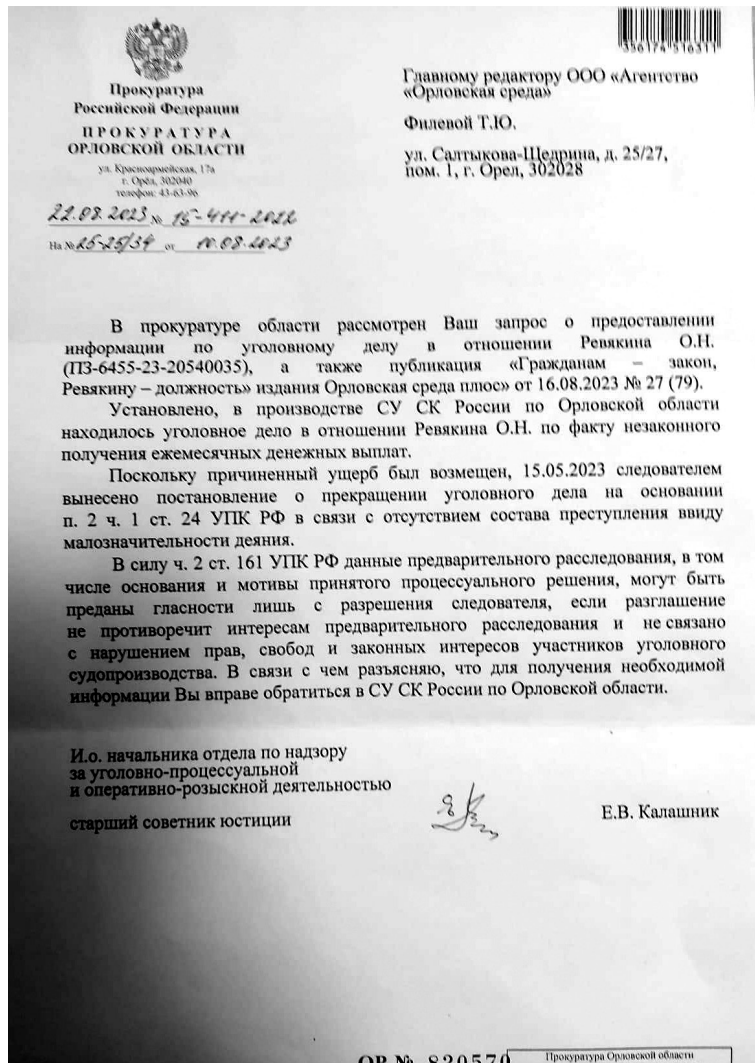 356174 516311
Прокуратура
Российской Федерации
ПРОКУРАТУРА
ОРЛОВСКОЙ ОБЛАСТИ
ул. Красноармейская, 17а
г. Орёл, 302040
телефон: 43-63-96
22.08.2023 № 15-411-2022
На № 25-25/34 от 10.08.2023
Главному редактору ООО «Агентство
«Орловская среда»
Филевой Т.Ю.
ул. Салтыкова-Щедрина, д. 25/27,
пом. 1, г. Орел, 302028
В прокуратуре области рассмотрен Ваш запрос о предоставлении
информации по уголовному делу в отношении Ревякина О.Н.
(ПЗ-6455-23-20540035), а также публикация «Гражданам – закон,
Ревякину – должность» издания Орловская среда плюс» от 16.08.2023 № 27 (79).
Установлено, в производстве СУ СК России по Орловской области
находилось уголовное дело в отношении Ревякина О.Н. по факту незаконного
получения ежемесячных денежных выплат.
Поскольку причиненный ущерб был возмещен, 15.05.2023 следователем
вынесено постановление о прекращении уголовного дела на основании
п. 2 ч. 1 ст. 24 УПК РФ в связи с отсутствием состава преступления ввиду
малозначительности деяния.
В силу ч. 2 ст. 161 УПК РФ данные предварительного расследования, в том
числе основания и мотивы принятого процессуального решения, могут быть
преданы гласности лишь с разрешения следователя, если разглашение
не противоречит интересам предварительного расследования и не связано
с нарушением прав, свобод и законных интересов участников уголовного
судопроизводства. В связи с чем разъясняю, что для получения необходимой
информации Вы вправе обратиться в СУ СК России по Орловской области.
И.о. начальника отдела по надзору
за уголовно-процессуальной
и оперативно-розыскной деятельностью
старший советник юстиции
Е.В. Калашник
ОР № 820570
Прокуратура Орловской области